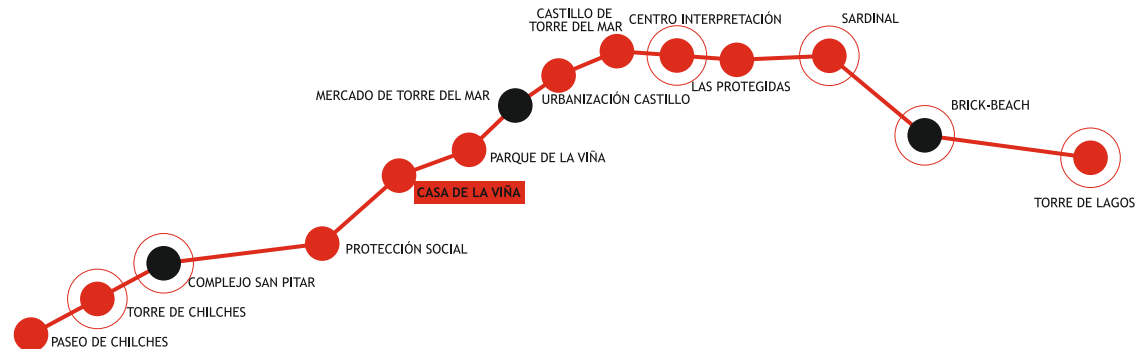 CASTILLO DE
TORRE DEL MAR
CENTRO INTERPRETACIÓN
SARDINAL
MERCADO DE TORRE DEL MAR
URBANIZACIÓN CASTILLO
LAS PROTEGIDAS
BRICK-BEACH
PARQUE DE LA VIÑA
CASA DE LA VIÑA
TORRE DE LAGOS
PROTECCIÓN SOCIAL
COMPLEJO SAN PITAR
TORRE DE CHILCHES
PASEO DE CHILCHES